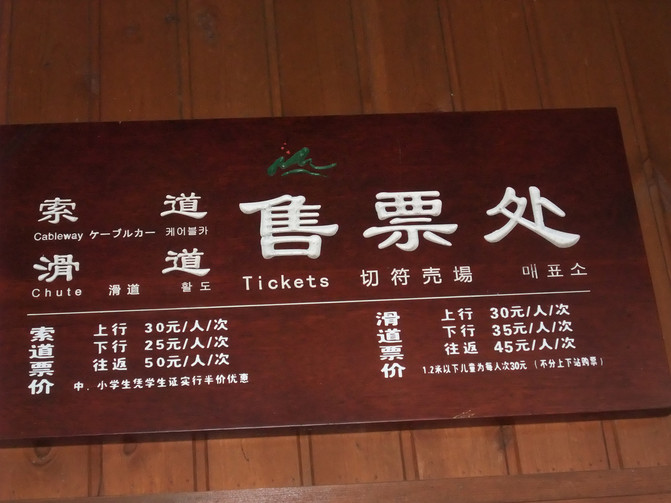 索道 售票处
Cableway ケーブルカー 케이블카
滑道
Chute 滑道 활도 Tickets 切符売場 매표소
索道票价
上行 30元/人/次
下行 25元/人/次
往返 50元/人/次
中、小学生凭学生证实行半价优惠
滑道票价
上行 30元/人/次
下行 35元/人/次
往返 45元/人/次
1.2米以下儿童为每人次30元（不分上下站购票）